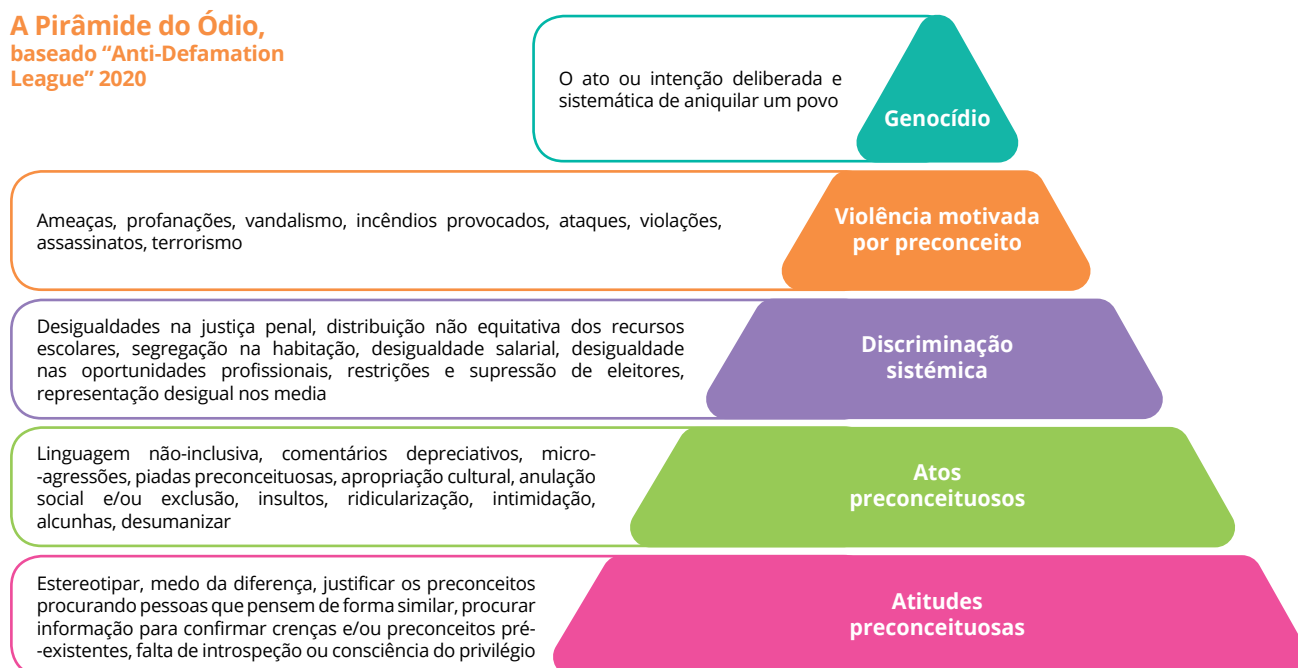 A Pirâmide do Ódio,
baseado “Anti-Defamation
League” 2020
O ato ou intenção deliberada e
sistemática de aniquilar um povo
Genocídio
Ameaças, profanações, vandalismo, incêndios provocados, ataques, violações,
assassinatos, terrorismo
Violência motivada
por preconceito
Desigualdades na justiça penal, distribuição não equitativa dos recursos
escolares, segregação na habitação, desigualdade salarial, desigualdade
nas oportunidades profissionais, restrições e supressão de eleitores,
representação desigual nos media
Discriminação
sistémica
Linguagem não-inclusiva, comentários depreciativos, micro-
-agressões, piadas preconceituosas, apropriação cultural, anulação
social e/ou exclusão, insultos, ridicularização, intimidação,
alcunhas, desumanizar
Atos
preconceituosos
Estereotipar, medo da diferença, justificar os preconceitos
procurando pessoas que pensem de forma similar, procurar
informação para confirmar crenças e/ou preconceitos pré-
-existentes, falta de introspeção ou consciência do privilégio
Atitudes
preconceituosas